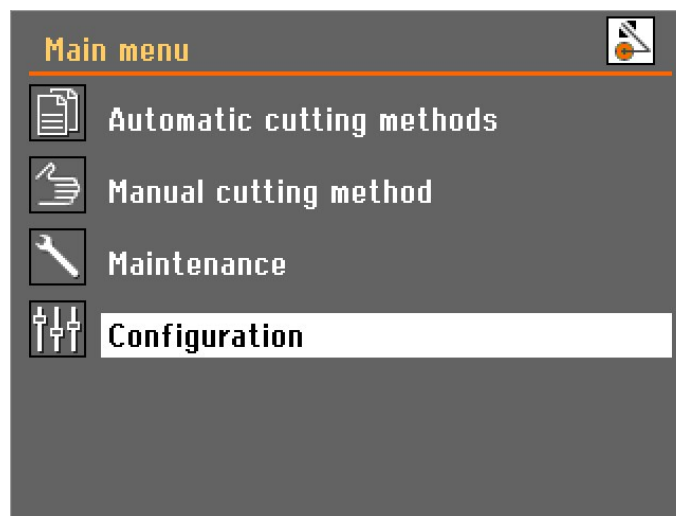 Main menu
Automatic cutting methods
Manual cutting method
Maintenance
Configuration